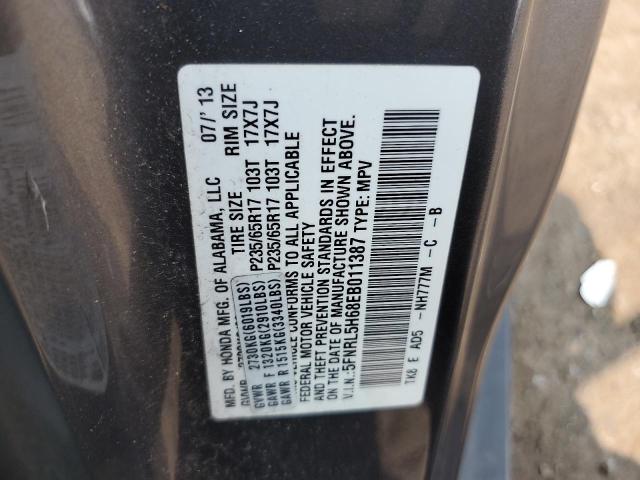 MFD. BY HONDA MFG. OF ALABAMA, LLC 07/'13
TIRE SIZE RIM SIZE
GVWR 2730KG(6019LBS)
GAWR F 1320KG(2910LBS) P235/65R17 103T 17X7J
GAWR R 1515KG(3340LBS) P235/65R17 103T 17X7J
THIS VEHICLE CONFORMS TO ALL APPLICABLE
FEDERAL MOTOR VEHICLE SAFETY
AND THEFT PREVENTION STANDARDS IN EFFECT
ON THE DATE OF MANUFACTURE SHOWN ABOVE.
V.I.N.:5FNRL5H68EB011387 TYPE: MPV
TK8 E AD5 -NH777M -C -B